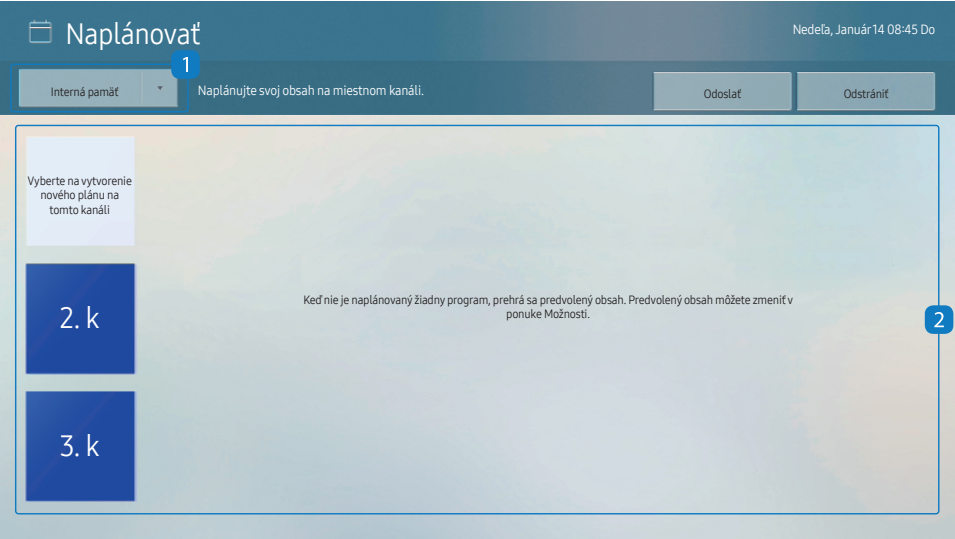 Naplánovať
Nedeľa, Január 14 08:45 Do
1
Interná pamäť
Naplánujte svoj obsah na miestnom kanáli.
Odoslať
Odstrániť
Vyberte na vytvorenie
nového plánu na
tomto kanáli
2. k
Keď nie je naplánovaný žiadny program, prehrá sa predvolený obsah. Predvolený obsah môžete zmeniť v
ponuke Možnosti.
2
3. k